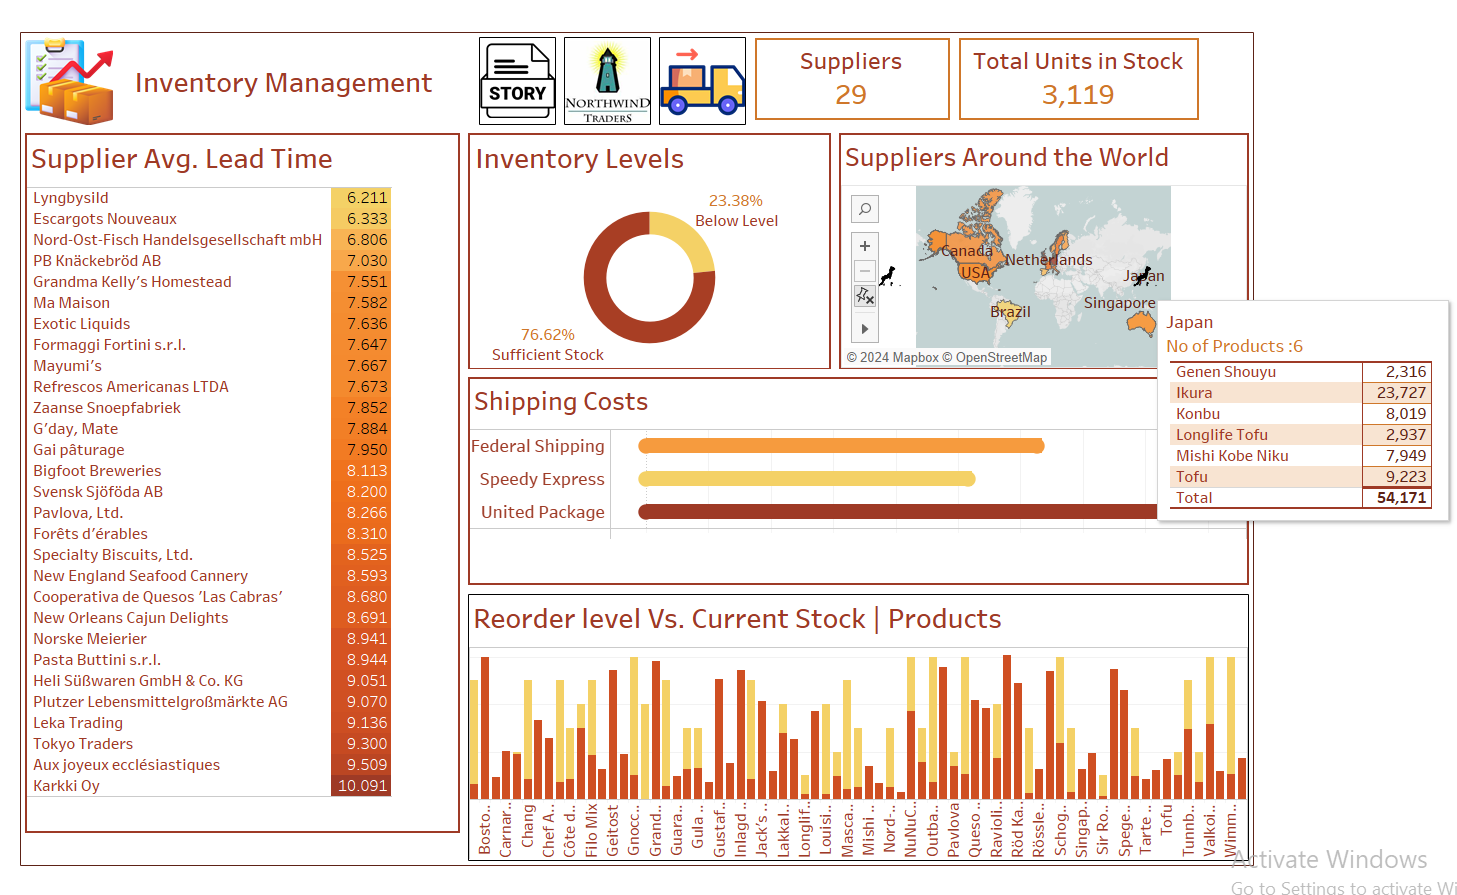 Inventory Management
STORY
NORTHWIND
TRADERS
Suppliers
29
Total Units in Stock
3,119
Supplier Avg. Lead Time
Lyngbysild 6.211
Escargots Nouveaux 6.333
Nord-Ost-Fisch Handelsgesellschaft mbH 6.806
PB Knäckebröd AB 7.030
Grandma Kelly's Homestead 7.551
Ma Maison 7.582
Exotic Liquids 7.636
Formaggi Fortini s.r.l. 7.647
Mayumi's 7.667
Refrescos Americanas LTDA 7.673
Zaanse Snoepfabriek 7.852
G'day, Mate 7.884
Gai pâturage 7.950
Bigfoot Breweries 8.113
Svensk Sjöföda AB 8.200
Pavlova, Ltd. 8.266
Forêts d'érables 8.310
Specialty Biscuits, Ltd. 8.525
New England Seafood Cannery 8.593
Cooperativa de Quesos 'Las Cabras' 8.680
New Orleans Cajun Delights 8.691
Norske Meierier 8.941
Pasta Buttini s.r.l. 8.944
Heli Süßwaren GmbH & Co. KG 9.051
Plutzer Lebensmittelgroßmärkte AG 9.070
Leka Trading 9.136
Tokyo Traders 9.300
Aux joyeux ecclésiastiques 9.509
Karkki Oy 10.091
Inventory Levels
23.38%
Below Level
76.62%
Sufficient Stock
Suppliers Around the World
Canada
Netherlands
USA
Japan
Singapore
Brazil
© 2024 Mapbox © OpenStreetMap
Japan
No of Products :6
Genen Shouyu 2,316
Ikura 23,727
Konbu 8,019
Longlife Tofu 2,937
Mishi Kobe Niku 7,949
Tofu 9,223
Total 54,171
Shipping Costs
Federal Shipping
Speedy Express
United Package
Reorder level Vs. Current Stock | Products
Bosto..
Carnar..
Chang
Chef A..
Côte d..
Filo Mix
Geitost
Gnocc..
Grand..
Guara..
Gula ..
Gustaf..
Inlagd ..
Jack's ..
Lakkal..
Longlif..
Louisi..
Masca..
Mishi ..
Nord-..
NuNuC..
Outba..
Pavlova
Queso ..
Ravioli..
Röd Ka..
Rössle..
Schog..
Singap..
Sir Ro..
Spege..
Tarte ..
Tofu
Tunnb..
Valkoi..
Wimm..
Activate Windows
Go to Settings to activate Wi